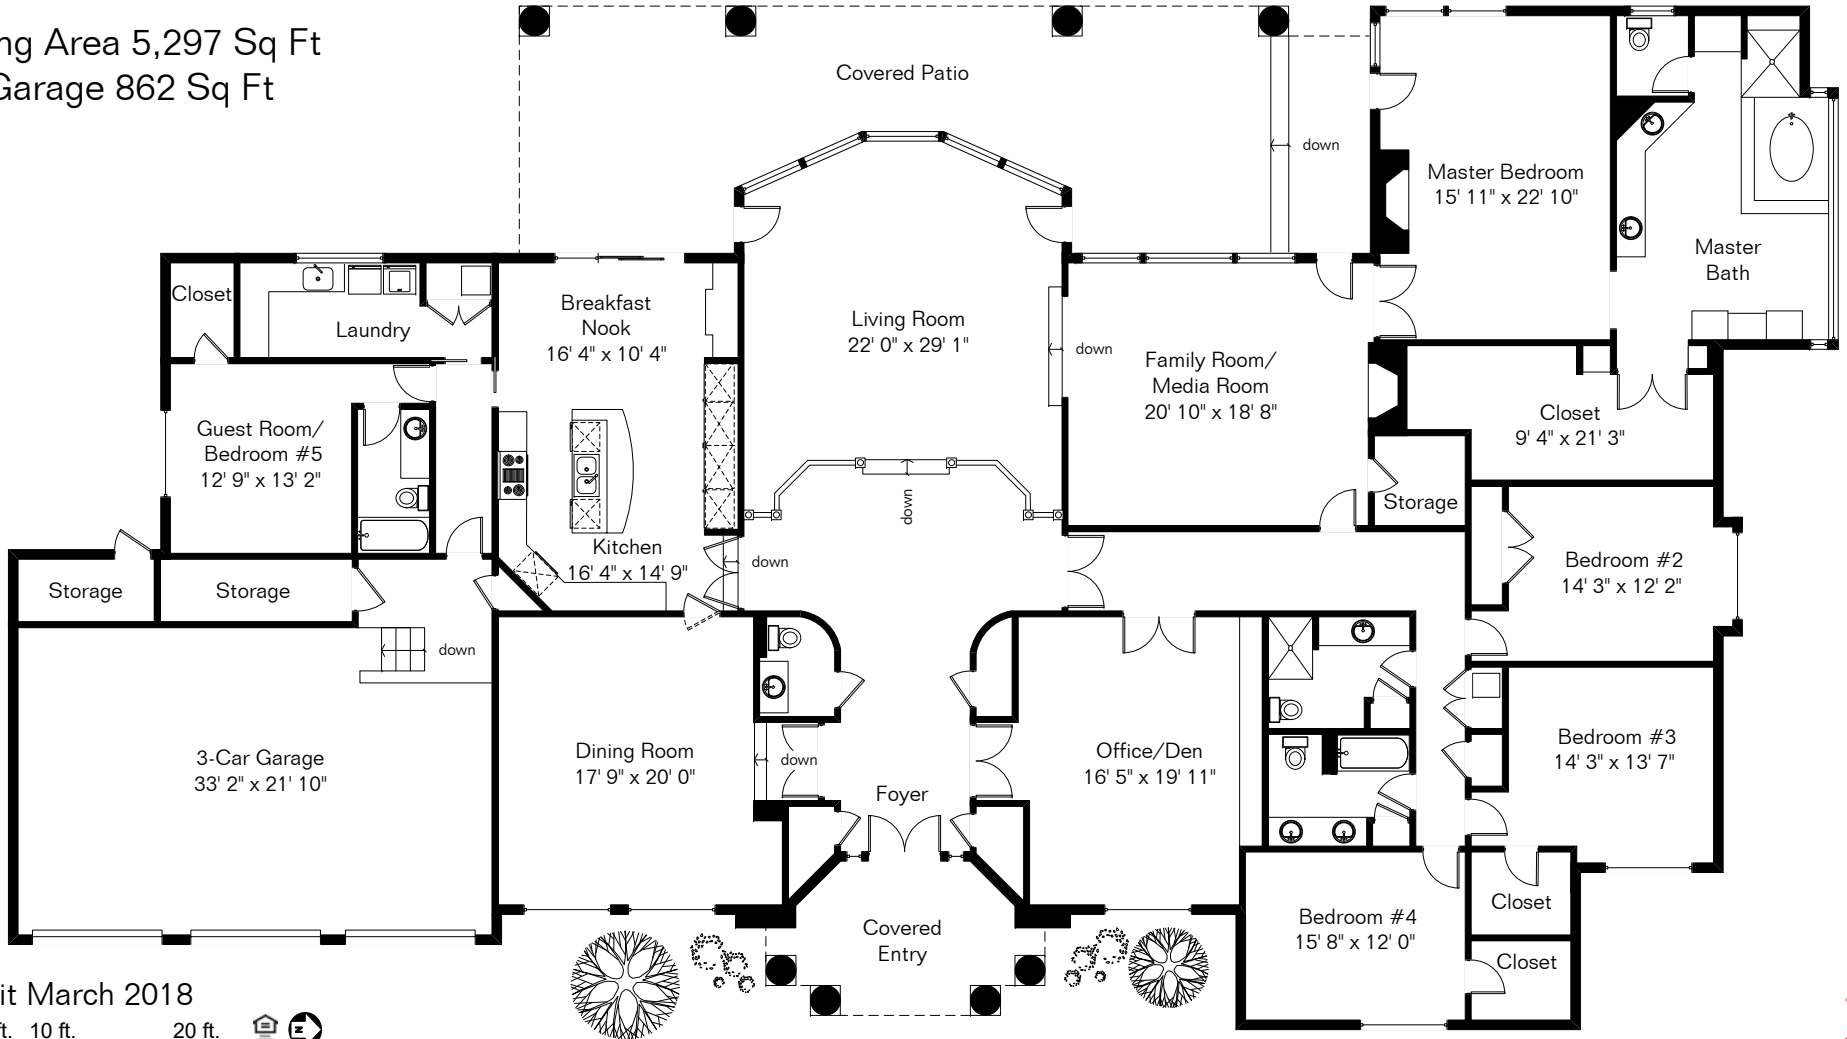 ng Area 5,297 Sq Ft
Garage 862 Sq Ft
Covered Patio
down
Master Bedroom
15' 11" x 22' 10"
Master
Bath
Closet
Laundry
Breakfast
Nook
16' 4" x 10' 4"
Living Room
22' 0" x 29' 1"
down
Family Room/
Media Room
20' 10" x 18' 8"
Closet
9' 4" x 21' 3"
Guest Room/
Bedroom #5
12' 9" x 13' 2"
Storage
down
Kitchen
16' 4" x 14' 9"
down
Bedroom #2
14' 3" x 12' 2"
Storage
Storage
down
3-Car Garage
33' 2" x 21' 10"
Dining Room
17' 9" x 20' 0"
down
Foyer
Office/Den
16' 5" x 19' 11"
Bedroom #3
14' 3" x 13' 7"
Covered
Entry
Bedroom #4
15' 8" x 12' 0"
Closet
Closet
it March 2018
ft. 10 ft. 20 ft.
N